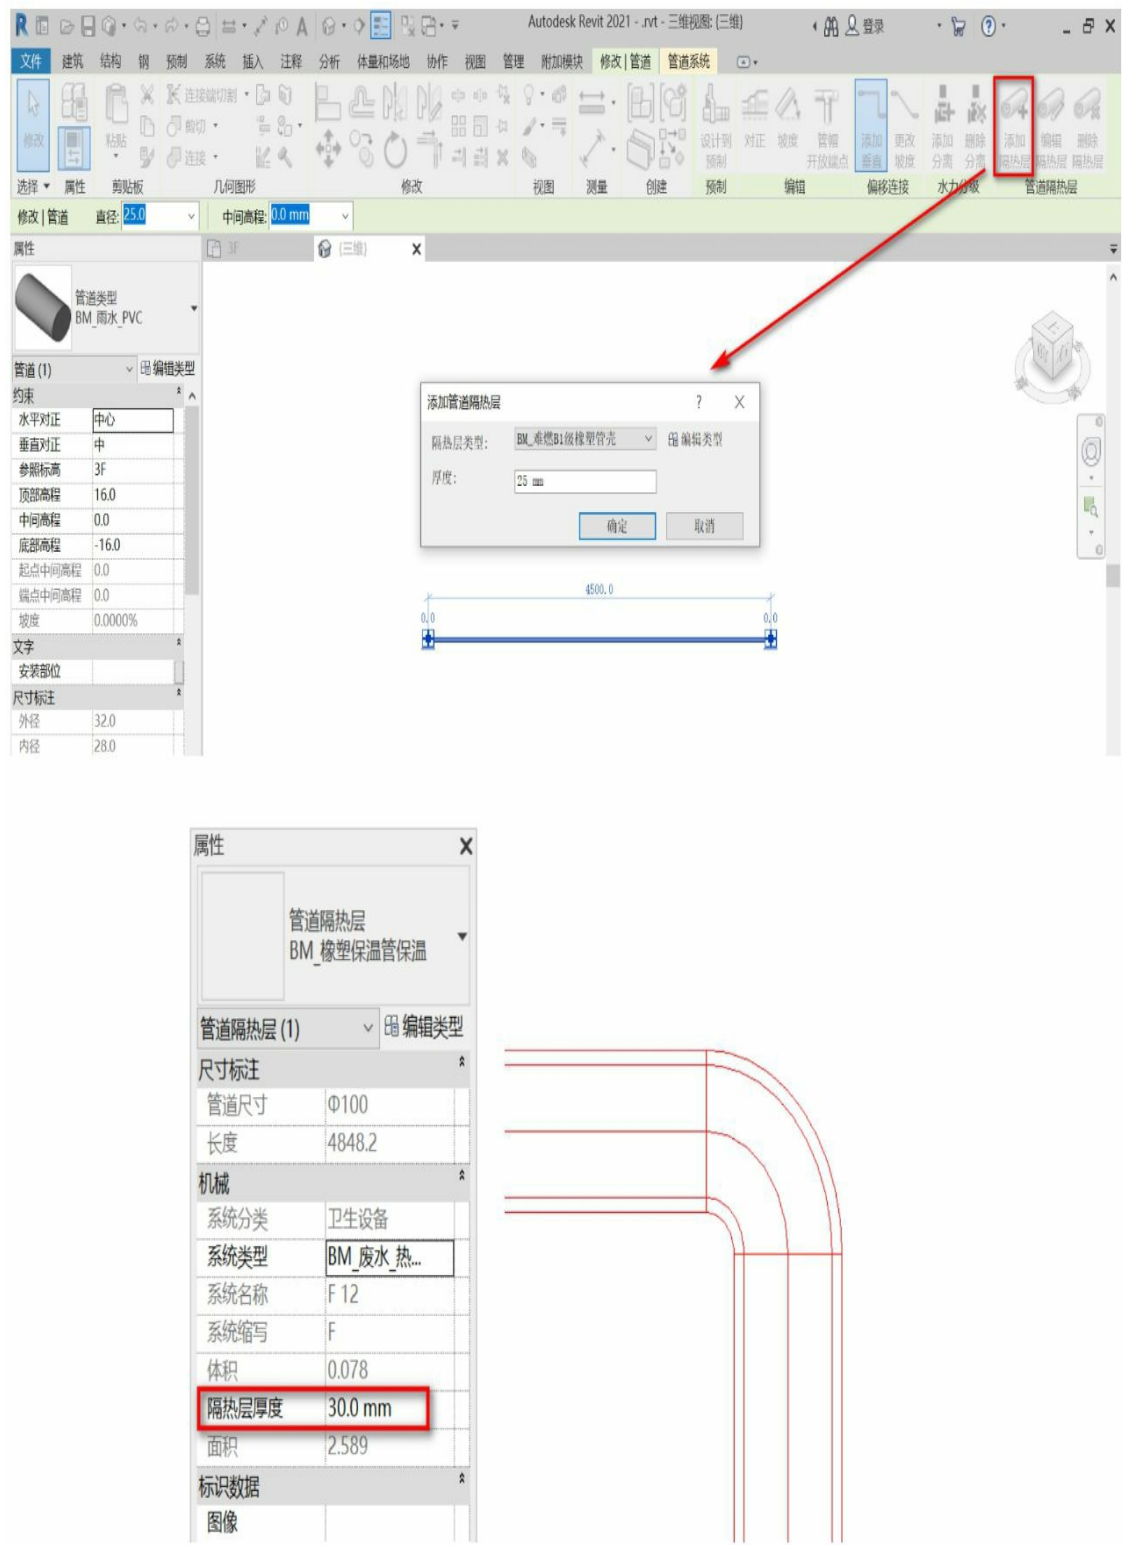 Autodesk Revit 2021 - .rvt - 三维视图: {三维}
登录
文件 建筑 结构 钢 预制 系统 插入 注释 分析 体量和场地 协作 视图 管理 附加模块 修改 | 管道 管道系统
修改 粘贴 连接端切割 剪切 连接 设计到预制 对正 坡度 管帽开放端点 添加垂直 更改坡度 添加分离 删除分离 添加隔热层 编辑隔热层 删除隔热层
选择 属性 剪贴板 几何图形 修改 视图 测量 创建 预制 编辑 偏移连接 水力分级 管道隔热层
修改 | 管道 直径: 25.0 中间高程: 0.0 mm
属性
3F {三维}
管道类型
BM_雨水_PVC
管道 (1) 编辑类型
约束
水平对正 中心
垂直对正 中
参照标高 3F
顶部高程 16.0
中间高程 0.0
底部高程 -16.0
起点中间高程 0.0
端点中间高程 0.0
坡度 0.0000%
文字
安装部位
尺寸标注
外径 32.0
内径 28.0
添加管道隔热层 ?
隔热层类型: BM_难燃B1级橡塑管壳 编辑类型
厚度: 25 mm
确定 取消
4500.0
0.0 0.0
属性
管道隔热层
BM_橡塑保温管保温
管道隔热层 (1) 编辑类型
尺寸标注
管道尺寸 Φ100
长度 4848.2
机械
系统分类 卫生设备
系统类型 BM_废水_热...
系统名称 F 12
系统缩写 F
体积 0.078
隔热层厚度 30.0 mm
面积 2.589
标识数据
图像